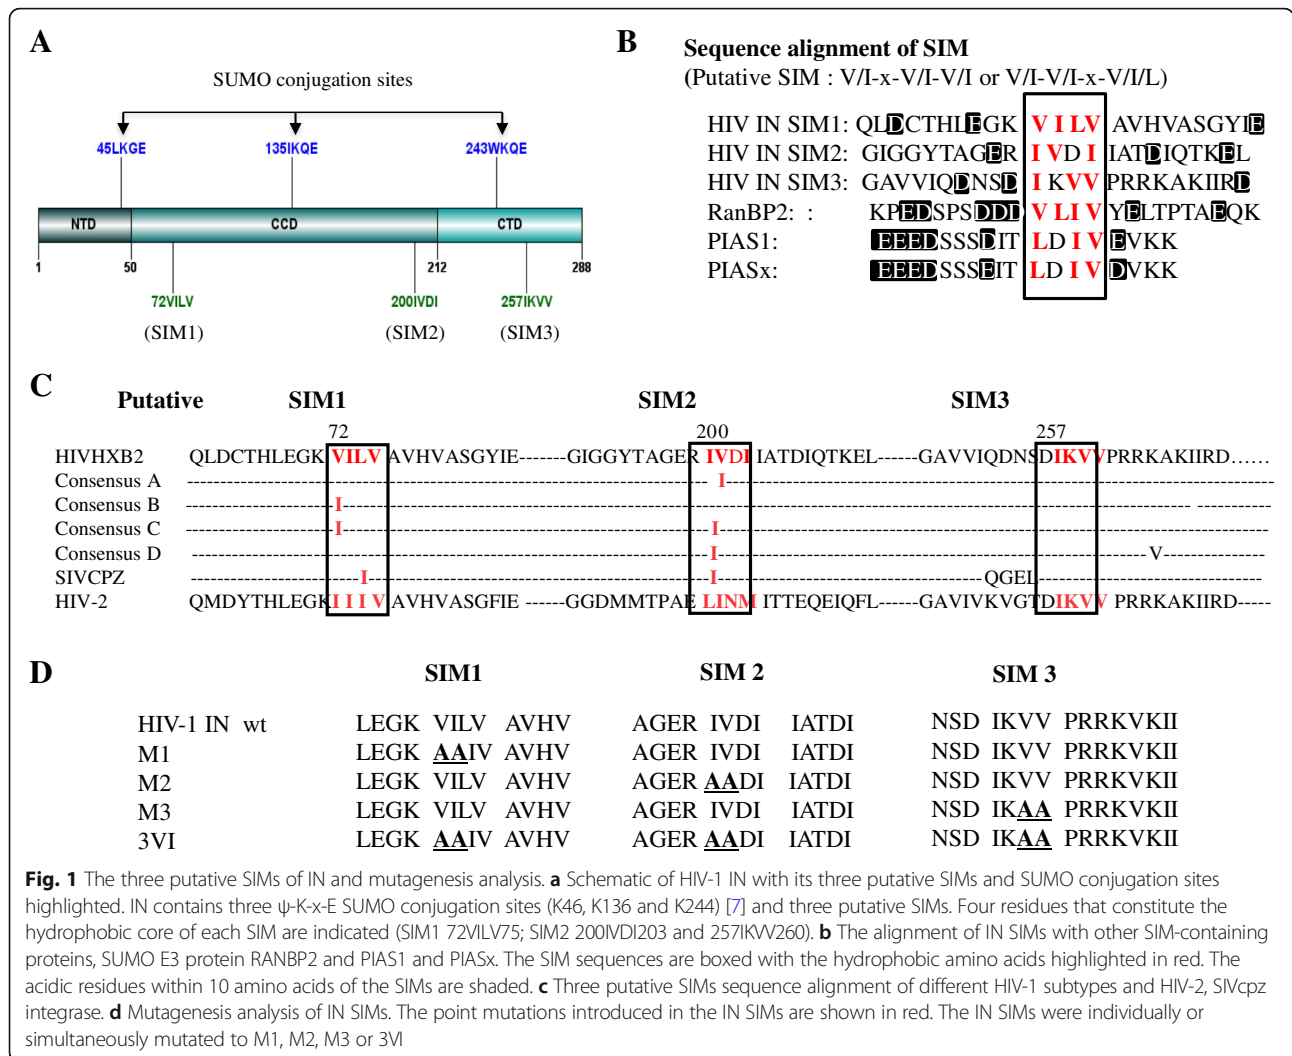 A
SUMO conjugation sites
45LKGE 135IKQE 243WKQE
NTD CCD CTD
1 50 212 288
72VILV 200IVDI 257IKVV
(SIM1) (SIM2) (SIM3)
B
Sequence alignment of SIM
(Putative SIM : V/I-x-V/I-V/I or V/I-V/I-x-V/I/L)
HIV IN SIM1: QLDCTHLEGK V I LV AVHVASGYIE
HIV IN SIM2: GIGGYTAGER I VD I IATDIQTKEL
HIV IN SIM3: GAVVIQDNSD I KVV PRRKAKIIRD
RanBP2: : KPEDSPSDDD V LI V YELTPTAEQK
PIAS1: EEEDSSSDIT LD I V EVKK
PIASx: EEEDSSSEIT LD I V DVKK
C
Putative SIM1 SIM2 SIM3
72 200 257
HIVHXB2 QLDCTHLEGKVILV AVHVASGYIE-------GIGGYTAGER IVDI IATDIQTKEL------GAVVIQDNSDIKVV PRRKAKIIRD……
Consensus A I
Consensus B I
Consensus C I I
Consensus D I V
SIVCPZ I I QGEL
HIV-2 QMDYTHLEGKI I I V AVHVASGFIE ------GGDMMTPAE LINM ITTEQEIQFL------GAVIVKVGTDIKVV PRRKAKIIRD-----
D
SIM1 SIM 2 SIM 3
HIV-1 IN wt LEGK VILV AVHV AGER IVDI IATDI NSD IKVV PRRKVKII
M1 LEGK AAIV AVHV AGER IVDI IATDI NSD IKVV PRRKVKII
M2 LEGK VILV AVHV AGER AADI IATDI NSD IKVV PRRKVKII
M3 LEGK VILV AVHV AGER IVDI IATDI NSD IKAA PRRKVKII
3VI LEGK AAIV AVHV AGER AADI IATDI NSD IKAA PRRKVKII
Fig. 1 The three putative SIMs of IN and mutagenesis analysis. a Schematic of HIV-1 IN with its three putative SIMs and SUMO conjugation sites
highlighted. IN contains three ψ-K-x-E SUMO conjugation sites (K46, K136 and K244) [7] and three putative SIMs. Four residues that constitute the
hydrophobic core of each SIM are indicated (SIM1 72VILV75; SIM2 200IVDI203 and 257IKVV260). b The alignment of IN SIMs with other SIM-containing
proteins, SUMO E3 protein RANBP2 and PIAS1 and PIASx. The SIM sequences are boxed with the hydrophobic amino acids highlighted in red. The
acidic residues within 10 amino acids of the SIMs are shaded. c Three putative SIMs sequence alignment of different HIV-1 subtypes and HIV-2, SIVcpz
integrase. d Mutagenesis analysis of IN SIMs. The point mutations introduced in the IN SIMs are shown in red. The IN SIMs were individually or
simultaneously mutated to M1, M2, M3 or 3VI